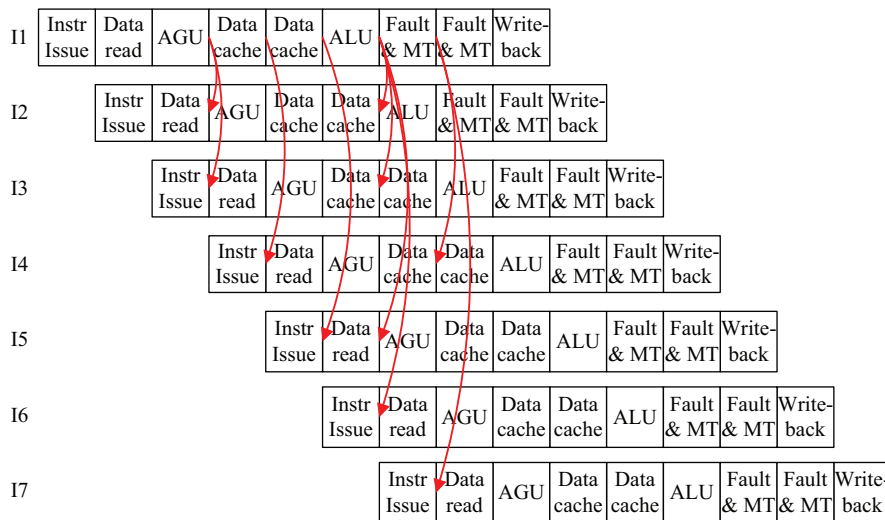 I1 Instr Data AGU Data Data ALU Fault Fault Write-
Issue read cache cache & MT & MT back
I2 Instr Data AGU Data Data ALU Fault Fault Write-
Issue read cache cache & MT & MT back
I3 Instr Data AGU Data Data ALU Fault Fault Write-
Issue read cache cache & MT & MT back
I4 Instr Data AGU Data Data ALU Fault Fault Write-
Issue read cache cache & MT & MT back
I5 Instr Data AGU Data Data ALU Fault Fault Write-
Issue read cache cache & MT & MT back
I6 Instr Data AGU Data Data ALU Fault Fault Write-
Issue read cache cache & MT & MT back
I7 Instr Data AGU Data Data ALU Fault Fault Write-
Issue read cache cache & MT & MT back